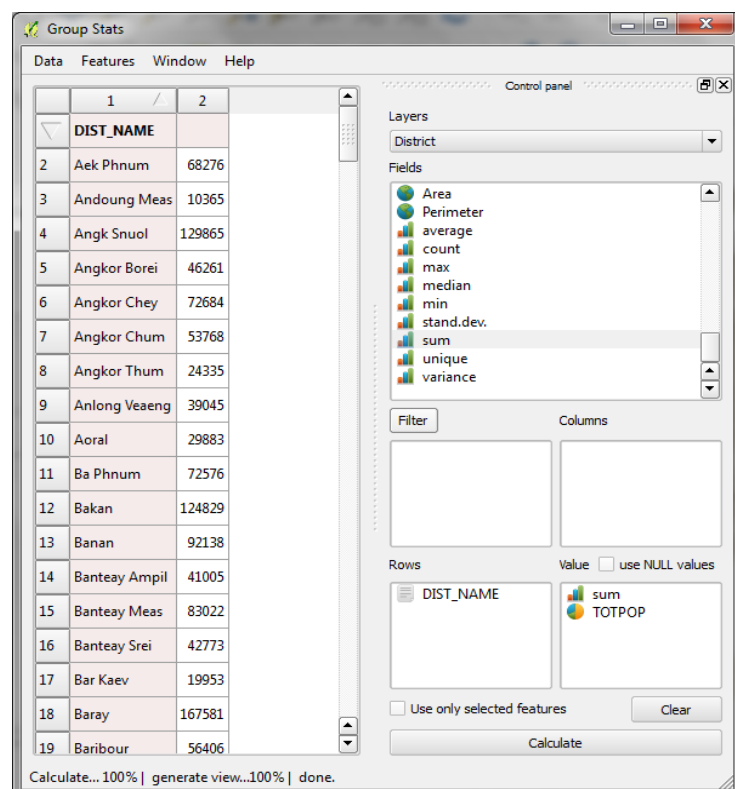 Group Stats
Data Features Window Help
1 2
DIST_NAME
2 Aek Phnum 68276
3 Andoung Meas 10365
4 Angk Snuol 129865
5 Angkor Borei 46261
6 Angkor Chey 72684
7 Angkor Chum 53768
8 Angkor Thum 24335
9 Anlong Veaeng 39045
10 Aoral 29883
11 Ba Phnum 72576
12 Bakan 124829
13 Banan 92138
14 Banteay Ampil 41005
15 Banteay Meas 83022
16 Banteay Srei 42773
17 Bar Kaev 19953
18 Baray 167581
19 Baribour 56406
Control panel
Layers
District
Fields
Area
Perimeter
average
count
max
median
min
stand.dev.
sum
unique
variance
Filter Columns
Rows Value use NULL values
DIST_NAME
sum
TOTPOP
Use only selected features Clear
Calculate
Calculate... 100% | generate view...100% | done.